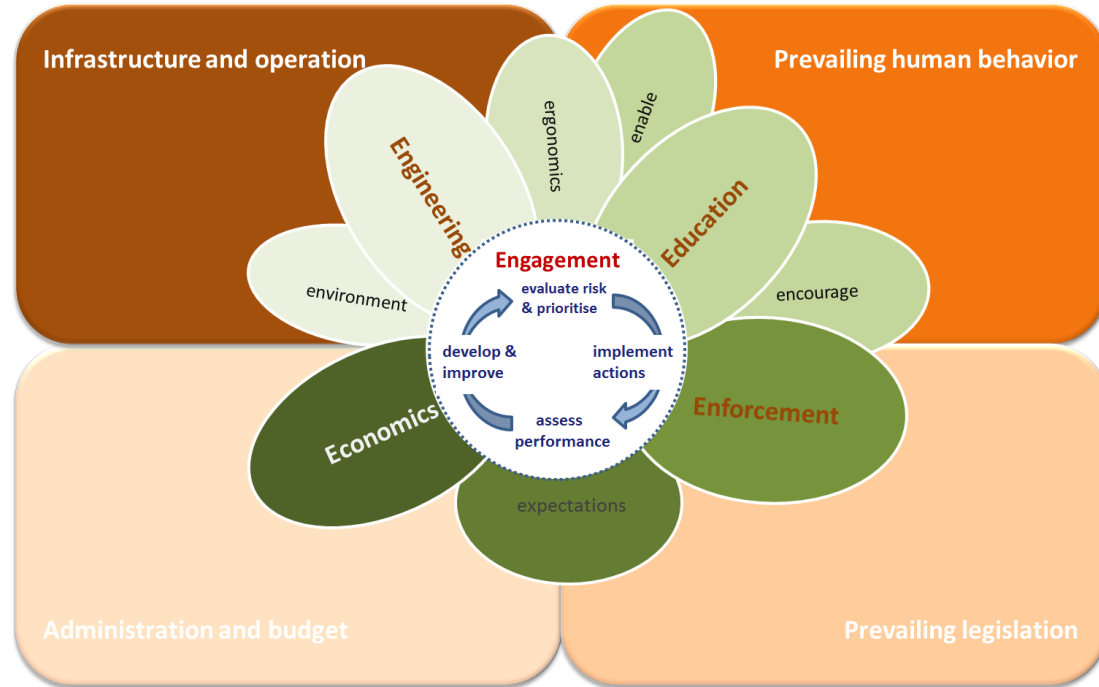 Infrastructure and operation
Prevailing human behavior
enable
ergonomics
Engineering
Education
environment
encourage
Engagement
evaluate risk
& prioritise
develop &
improve
implement
actions
assess
performance
Economics
Enforcement
expectations
Administration and budget
Prevailing legislation